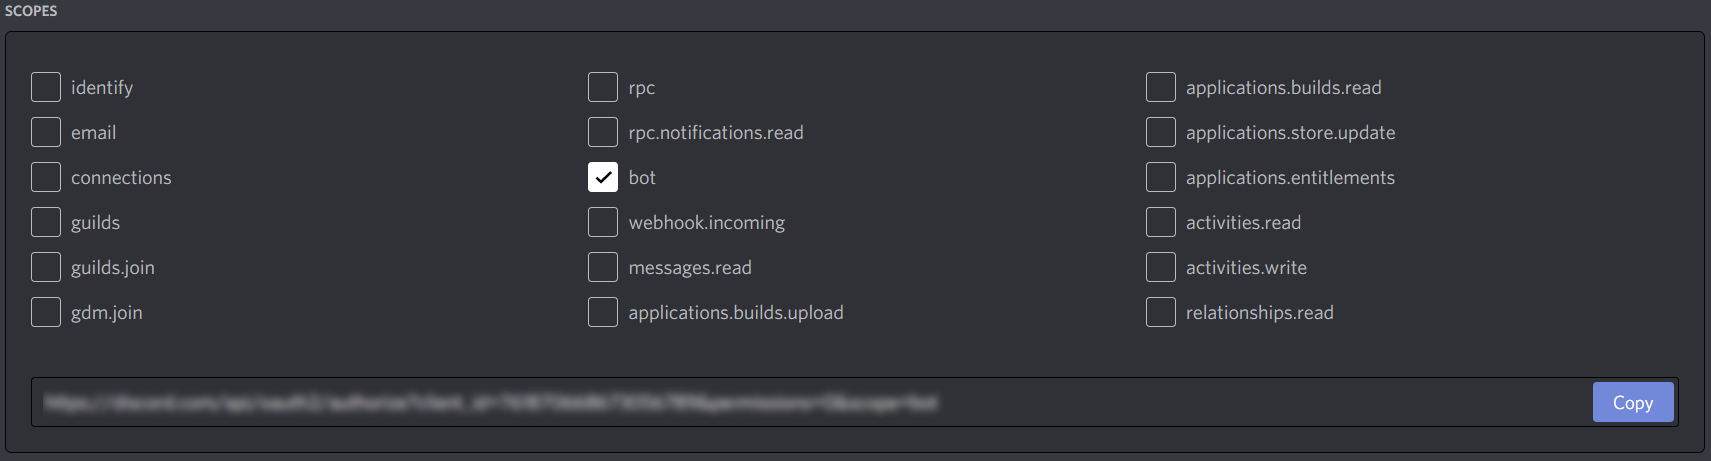 SCOPES
identify
email
connections
guilds
guilds.join
gdm.join
rpc
rpc.notifications.read
bot
webhook.incoming
messages.read
applications.builds.upload
applications.builds.read
applications.store.update
applications.entitlements
activities.read
activities.write
relationships.read
Copy